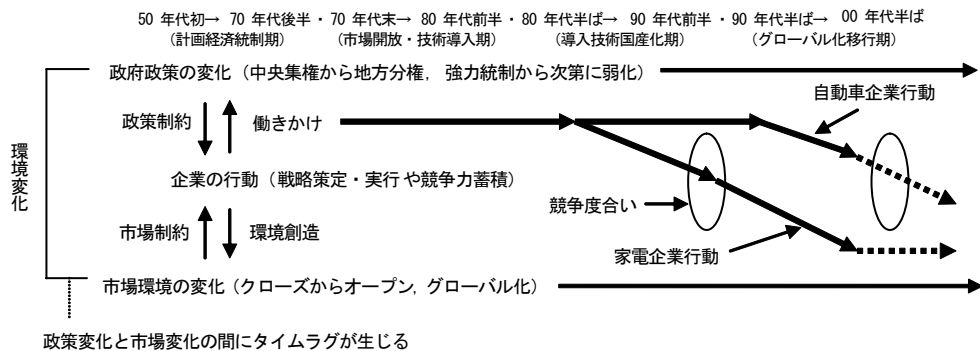 50 年代初→ 70 年代後半・70 年代末→ 80 年代前半・80 年代半ば→ 90 年代前半・90 年代半ば→ 00 年代半ば
(計画経済統制期) (市場開放・技術導入期) (導入技術国産化期) (グローバル化移行期)
政府政策の変化（中央集権から地方分権, 強力統制から次第に弱化）
自動車企業行動
政策制約 働きかけ
環境変化
企業の行動（戦略策定・実行や競争力蓄積）
競争度合い
市場制約 環境創造
家電企業行動
市場環境の変化（クローズからオープン, グローバル化）
政策変化と市場変化の間にタイムラグが生じる